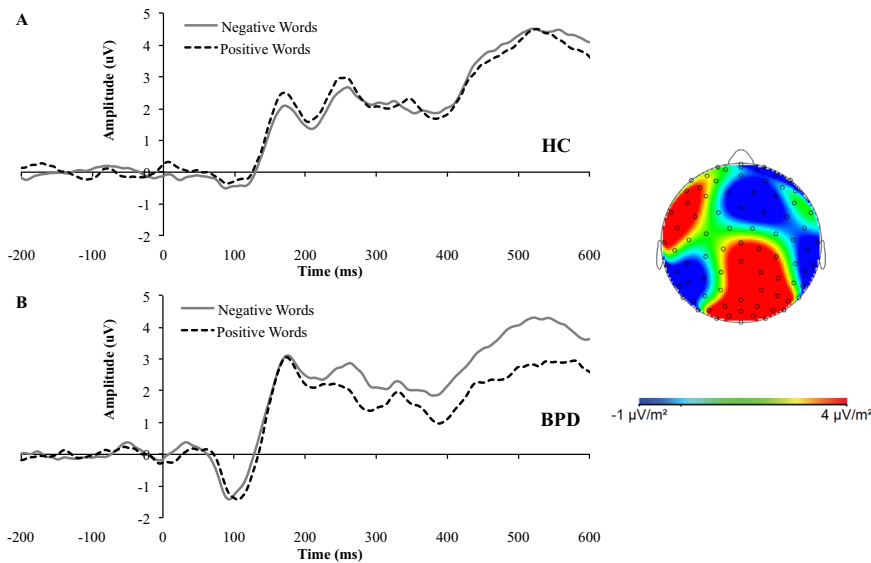 A
5
4
3
2
1
0
-1
-2
Amplitude (uV)
Negative Words
Positive Words
HC
-200 -100 0 100 200 300 400 500 600
Time (ms)
B
5
4
3
2
1
0
-1
-2
Amplitude (uV)
Negative Words
Positive Words
BPD
-200 -100 0 100 200 300 400 500 600
Time (ms)
-1 µV/m² 4 µV/m²